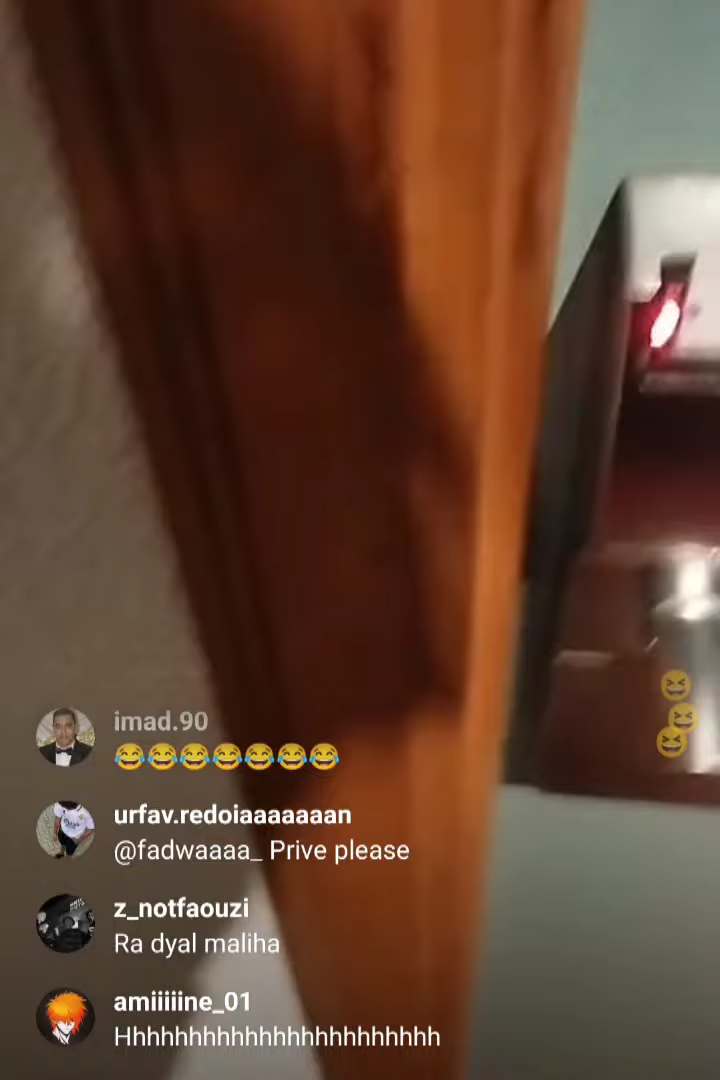 imad.90
😂😂😂😂😂😂😂
urfav.redoiaaaaaaan
@fadwaaaa_ Prive please
z_notfaouzi
Ra dyal maliha
amiiiiine_01
Hhhhhhhhhhhhhhhhhhhhhhh